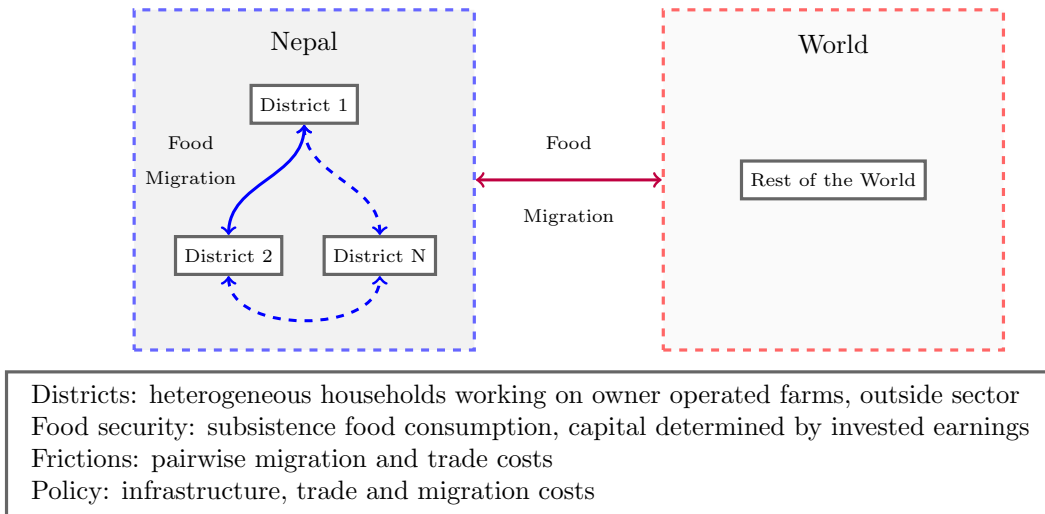 Nepal
World
District 1
Food
Migration
District 2
District N
Food
Migration
Rest of the World
Districts: heterogeneous households working on owner operated farms, outside sector
Food security: subsistence food consumption, capital determined by invested earnings
Frictions: pairwise migration and trade costs
Policy: infrastructure, trade and migration costs